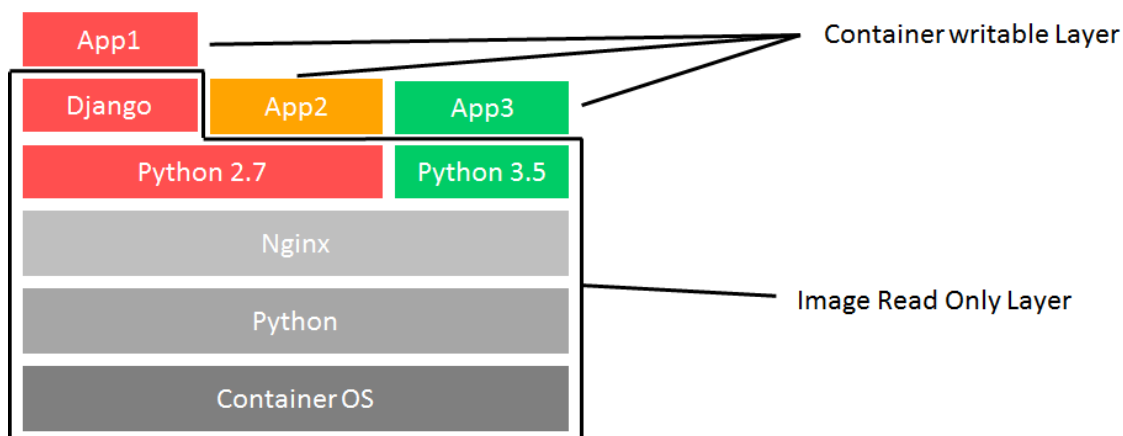 App1
Container writable Layer
Django
App2
App3
Python 2.7
Python 3.5
Nginx
Image Read Only Layer
Python
Container OS